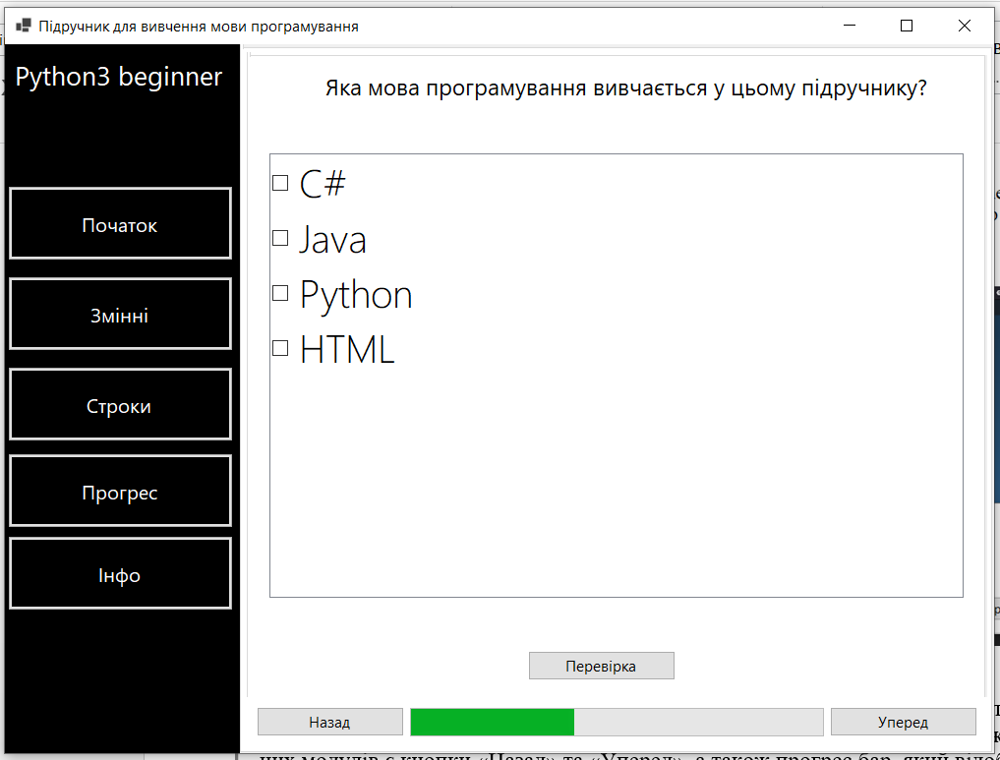 Підручник для вивчення мови програмування
Python3 beginner
Початок
Змінні
Строки
Прогрес
Інфо
Яка мова програмування вивчається у цьому підручнику?
C#
Java
Python
HTML
Перевірка
Назад
Уперед